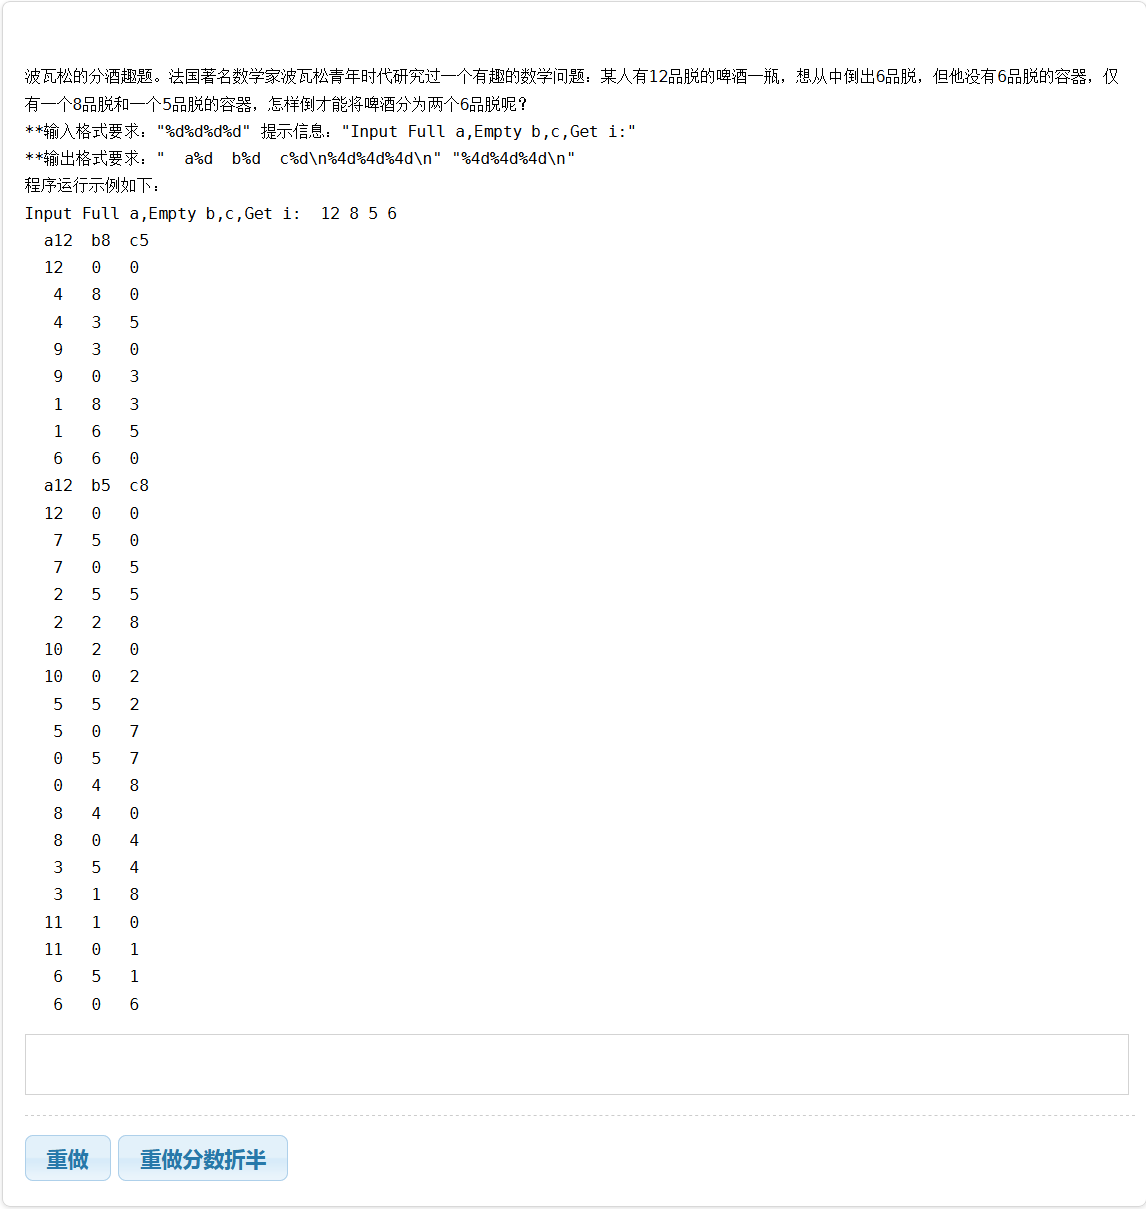 波瓦松的分酒趣题。法国著名数学家波瓦松青年时代研究过一个有趣的数学问题：某人有12品脱的啤酒一瓶，想从中倒出6品脱，但他没有6品脱的容器，仅
有一个8品脱和一个5品脱的容器，怎样倒才能将啤酒分为两个6品脱呢？
**输入格式要求："%d%d%d%d" 提示信息："Input Full a,Empty b,c,Get i:"
**输出格式要求："  a%d  b%d  c%d\n%4d%4d%4d\n" "%4d%4d%4d\n"
程序运行示例如下：
Input Full a,Empty b,c,Get i:  12 8 5 6
  a12  b8  c5
  12   0   0
   4   8   0
   4   3   5
   9   3   0
   9   0   3
   1   8   3
   1   6   5
   6   6   0
  a12  b5  c8
  12   0   0
   7   5   0
   7   0   5
   2   5   5
   2   2   8
  10   2   0
  10   0   2
   5   5   2
   5   0   7
   0   5   7
   0   4   8
   8   4   0
   8   0   4
   3   5   4
   3   1   8
  11   1   0
  11   0   1
   6   5   1
   6   0   6
重做 重做分数折半